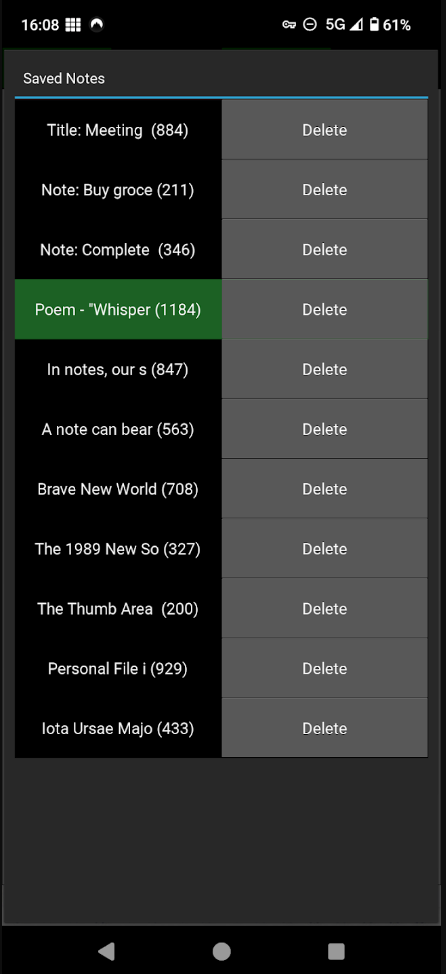 16:08 5G 61%
Saved Notes
Title: Meeting  (884) Delete
Note: Buy groce (211) Delete
Note: Complete  (346) Delete
Poem - "Whisper (1184) Delete
In notes, our s (847) Delete
A note can bear (563) Delete
Brave New World (708) Delete
The 1989 New So (327) Delete
The Thumb Area  (200) Delete
Personal File i (929) Delete
Iota Ursae Majo (433) Delete